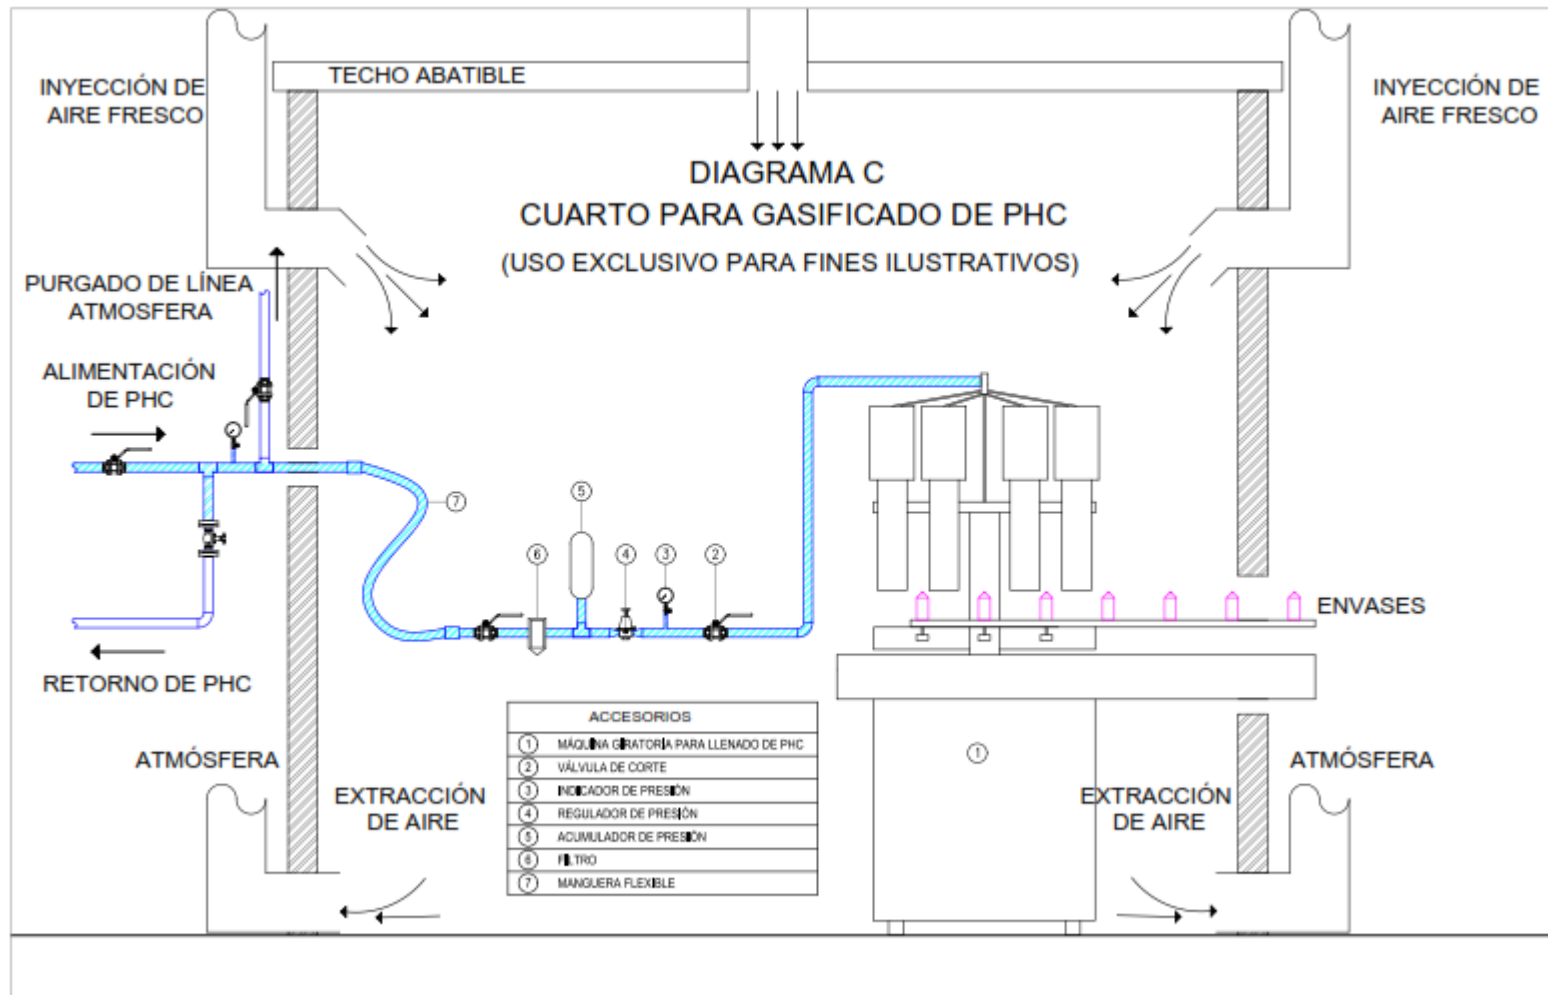 TECHO ABATIBLE
INYECCIÓN DE
AIRE FRESCO
INYECCIÓN DE
AIRE FRESCO
DIAGRAMA C
CUARTO PARA GASIFICADO DE PHC
(USO EXCLUSIVO PARA FINES ILUSTRATIVOS)
PURGADO DE LÍNEA
ATMOSFERA
ALIMENTACIÓN
DE PHC
7
5
6
4
3
2
ENVASES
RETORNO DE PHC
ACCESORIOS
1 MÁQUINA GIRATORÍA PARA LLENADO DE PHC
2 VÁLVULA DE CORTE
3 INDICADOR DE PRESIÓN
4 REGULADOR DE PRESIÓN
5 ACUMULADOR DE PRESIÓN
6 FILTRO
7 MANGUERA FLEXIBLE
1
ATMÓSFERA
ATMÓSFERA
EXTRACCIÓN
DE AIRE
EXTRACCIÓN
DE AIRE